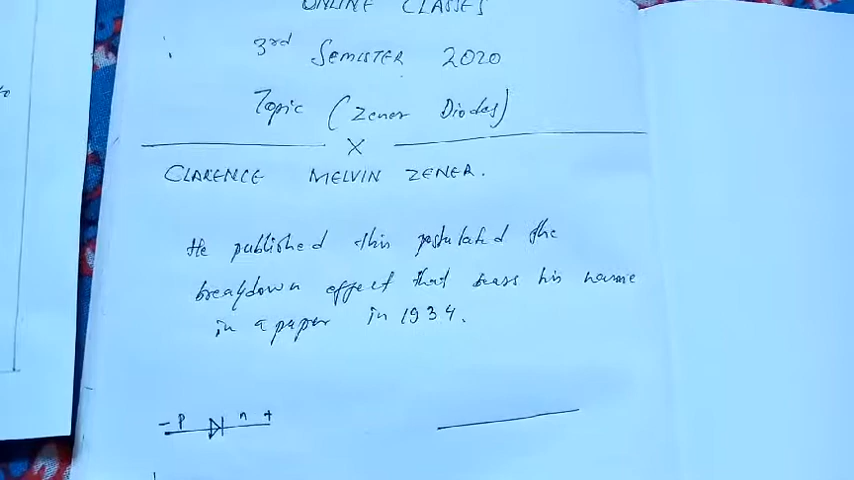 ONLINE CLASSES
3rd SEMISTER 2020
Topic (Zener Diodes)
X
CLARENCE MELVIN ZENER.
He published this postulated the
breakdown effect that bears his name
in a paper in 1934.
- P n +